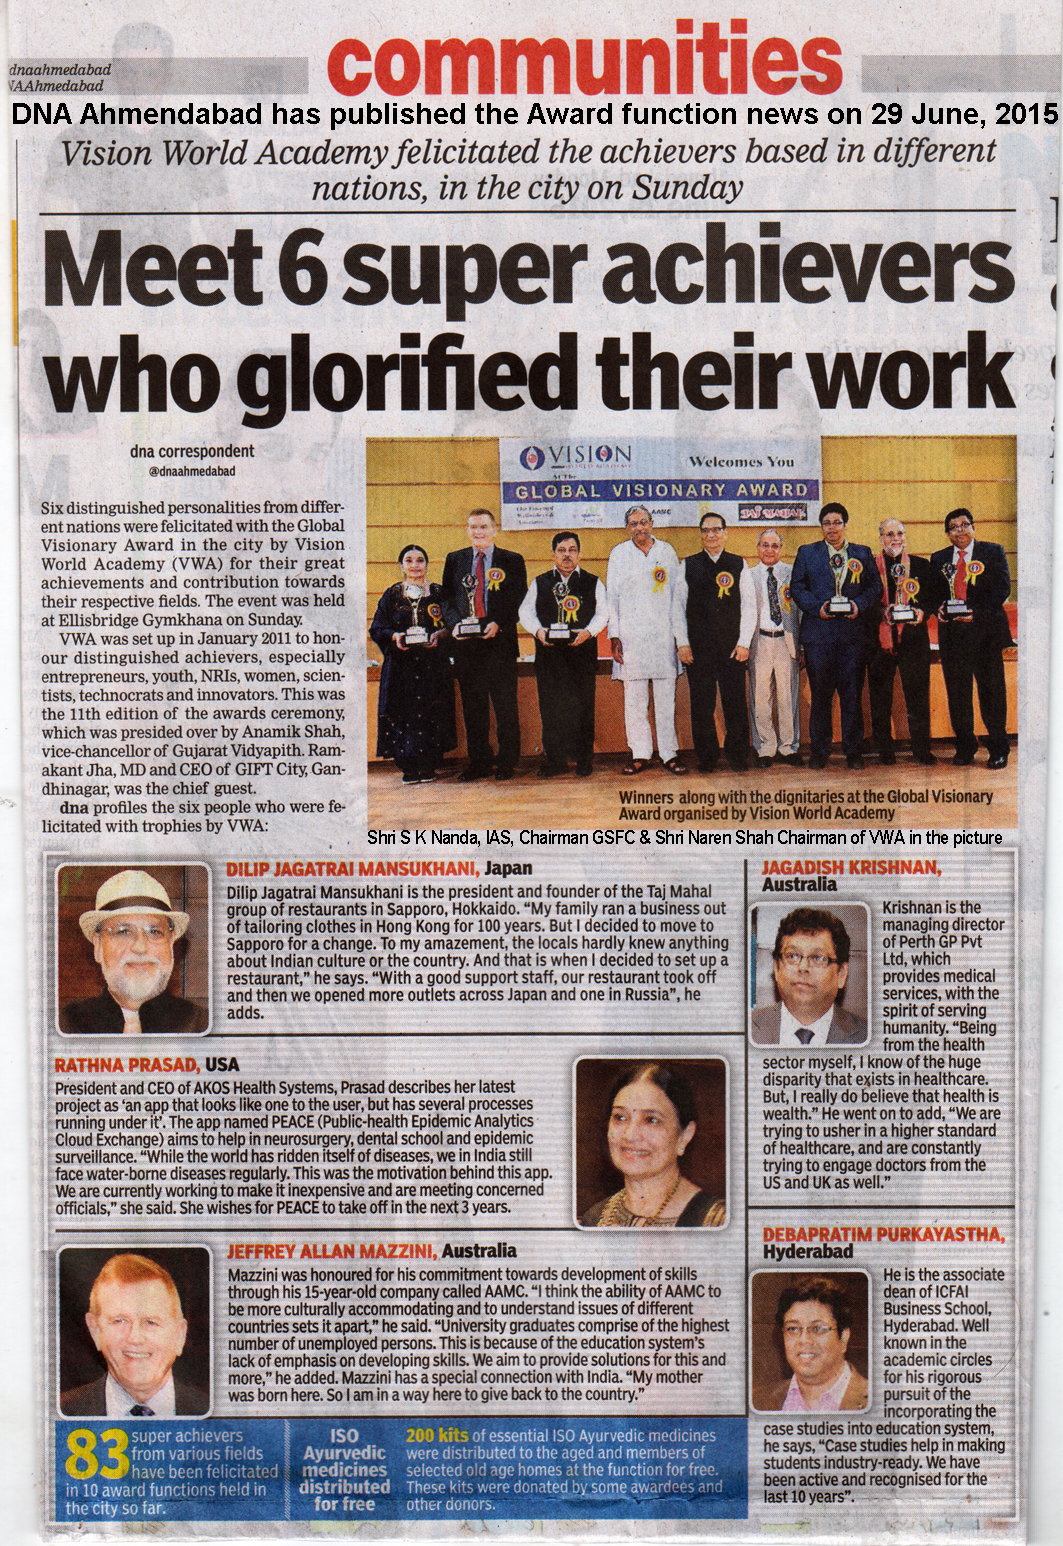 communities
dnaahmedabad
NAAhmedabad
DNA Ahmendabad has published the Award function news on 29 June, 2015
Vision World Academy felicitated the achievers based in different
nations, in the city on Sunday
Meet 6 super achievers
who glorified their work
dna correspondent
@dnaahmedabad
Six distinguished personalities from differ-
ent nations were felicitated with the Global
Visionary Award in the city by Vision
World Academy (VWA) for their great
achievements and contribution towards
their respective fields. The event was held
at Ellisbridge Gymkhana on Sunday.
VWA was set up in January 2011 to hon-
our distinguished achievers, especially
entrepreneurs, youth, NRIs, women, scien-
tists, technocrats and innovators. This was
the 11th edition of the awards ceremony,
which was presided over by Anamik Shah,
vice-chancellor of Gujarat Vidyapith. Ram-
akant Jha, MD and CEO of GIFT City, Gan-
dhinagar, was the chief guest.
dna profiles the six people who were fe-
licitated with trophies by VWA:
VISION
WORLD ACADEMY
Welcomes You
GLOBAL VISIONARY AWARD
AAMC
TAJ MAHAL
Winners along with the dignitaries at the Global Visionary
Award organised by Vision World Academy
Shri S K Nanda, IAS, Chairman GSFC & Shri Naren Shah Chairman of VWA in the picture
DILIP JAGATRAI MANSUKHANI, Japan
Dilip Jagatrai Mansukhani is the president and founder of the Taj Mahal
group of restaurants in Sapporo, Hokkaido. “My family ran a business out
of tailoring clothes in Hong Kong for 100 years. But I decided to move to
Sapporo for a change. To my amazement, the locals hardly knew anything
about Indian culture or the country. And that is when I decided to set up a
restaurant,” he says. “With a good support staff, our restaurant took off
and then we opened more outlets across Japan and one in Russia”, he
adds.
RATHNA PRASAD, USA
President and CEO of AKOS Health Systems, Prasad describes her latest
project as ‘an app that looks like one to the user, but has several processes
running under it’. The app named PEACE (Public-health Epidemic Analytics
Cloud Exchange) aims to help in neurosurgery, dental school and epidemic
surveillance. “While the world has ridden itself of diseases, we in India still
face water-borne diseases regularly. This was the motivation behind this app.
We are currently working to make it inexpensive and are meeting concerned
officials,” she said. She wishes for PEACE to take off in the next 3 years.
JEFFREY ALLAN MAZZINI, Australia
Mazzini was honoured for his commitment towards development of skills
through his 15-year-old company called AAMC. “I think the ability of AAMC to
be more culturally accommodating and to understand issues of different
countries sets it apart,” he said. “University graduates comprise of the highest
number of unemployed persons. This is because of the education system's
lack of emphasis on developing skills. We aim to provide solutions for this and
more,” he added. Mazzini has a special connection with India. “My mother
was born here. So I am in a way here to give back to the country.”
JAGADISH KRISHNAN,
Australia
Krishnan is the
managing director
of Perth GP Pvt
Ltd, which
provides medical
services, with the
spirit of serving
humanity. “Being
from the health
sector myself, I know of the huge
disparity that exists in healthcare.
But, I really do believe that health is
wealth.” He went on to add, “We are
trying to usher in a higher standard
of healthcare, and are constantly
trying to engage doctors from the
US and UK as well.”
DEBAPRATIM PURKAYASTHA,
Hyderabad
He is the associate
dean of ICFAI
Business School,
Hyderabad. Well
known in the
academic circles
for his rigorous
pursuit of the
incorporating the
case studies into education system,
he says, “Case studies help in making
students industry-ready. We have
been active and recognised for the
last 10 years”.
83 super achievers
from various fields
have been felicitated
in 10 award functions held in
the city so far.
ISO
Ayurvedic
medicines
distributed
for free
200 kits of essential ISO Ayurvedic medicines
were distributed to the aged and members of
selected old age homes at the function for free.
These kits were donated by some awardees and
other donors.